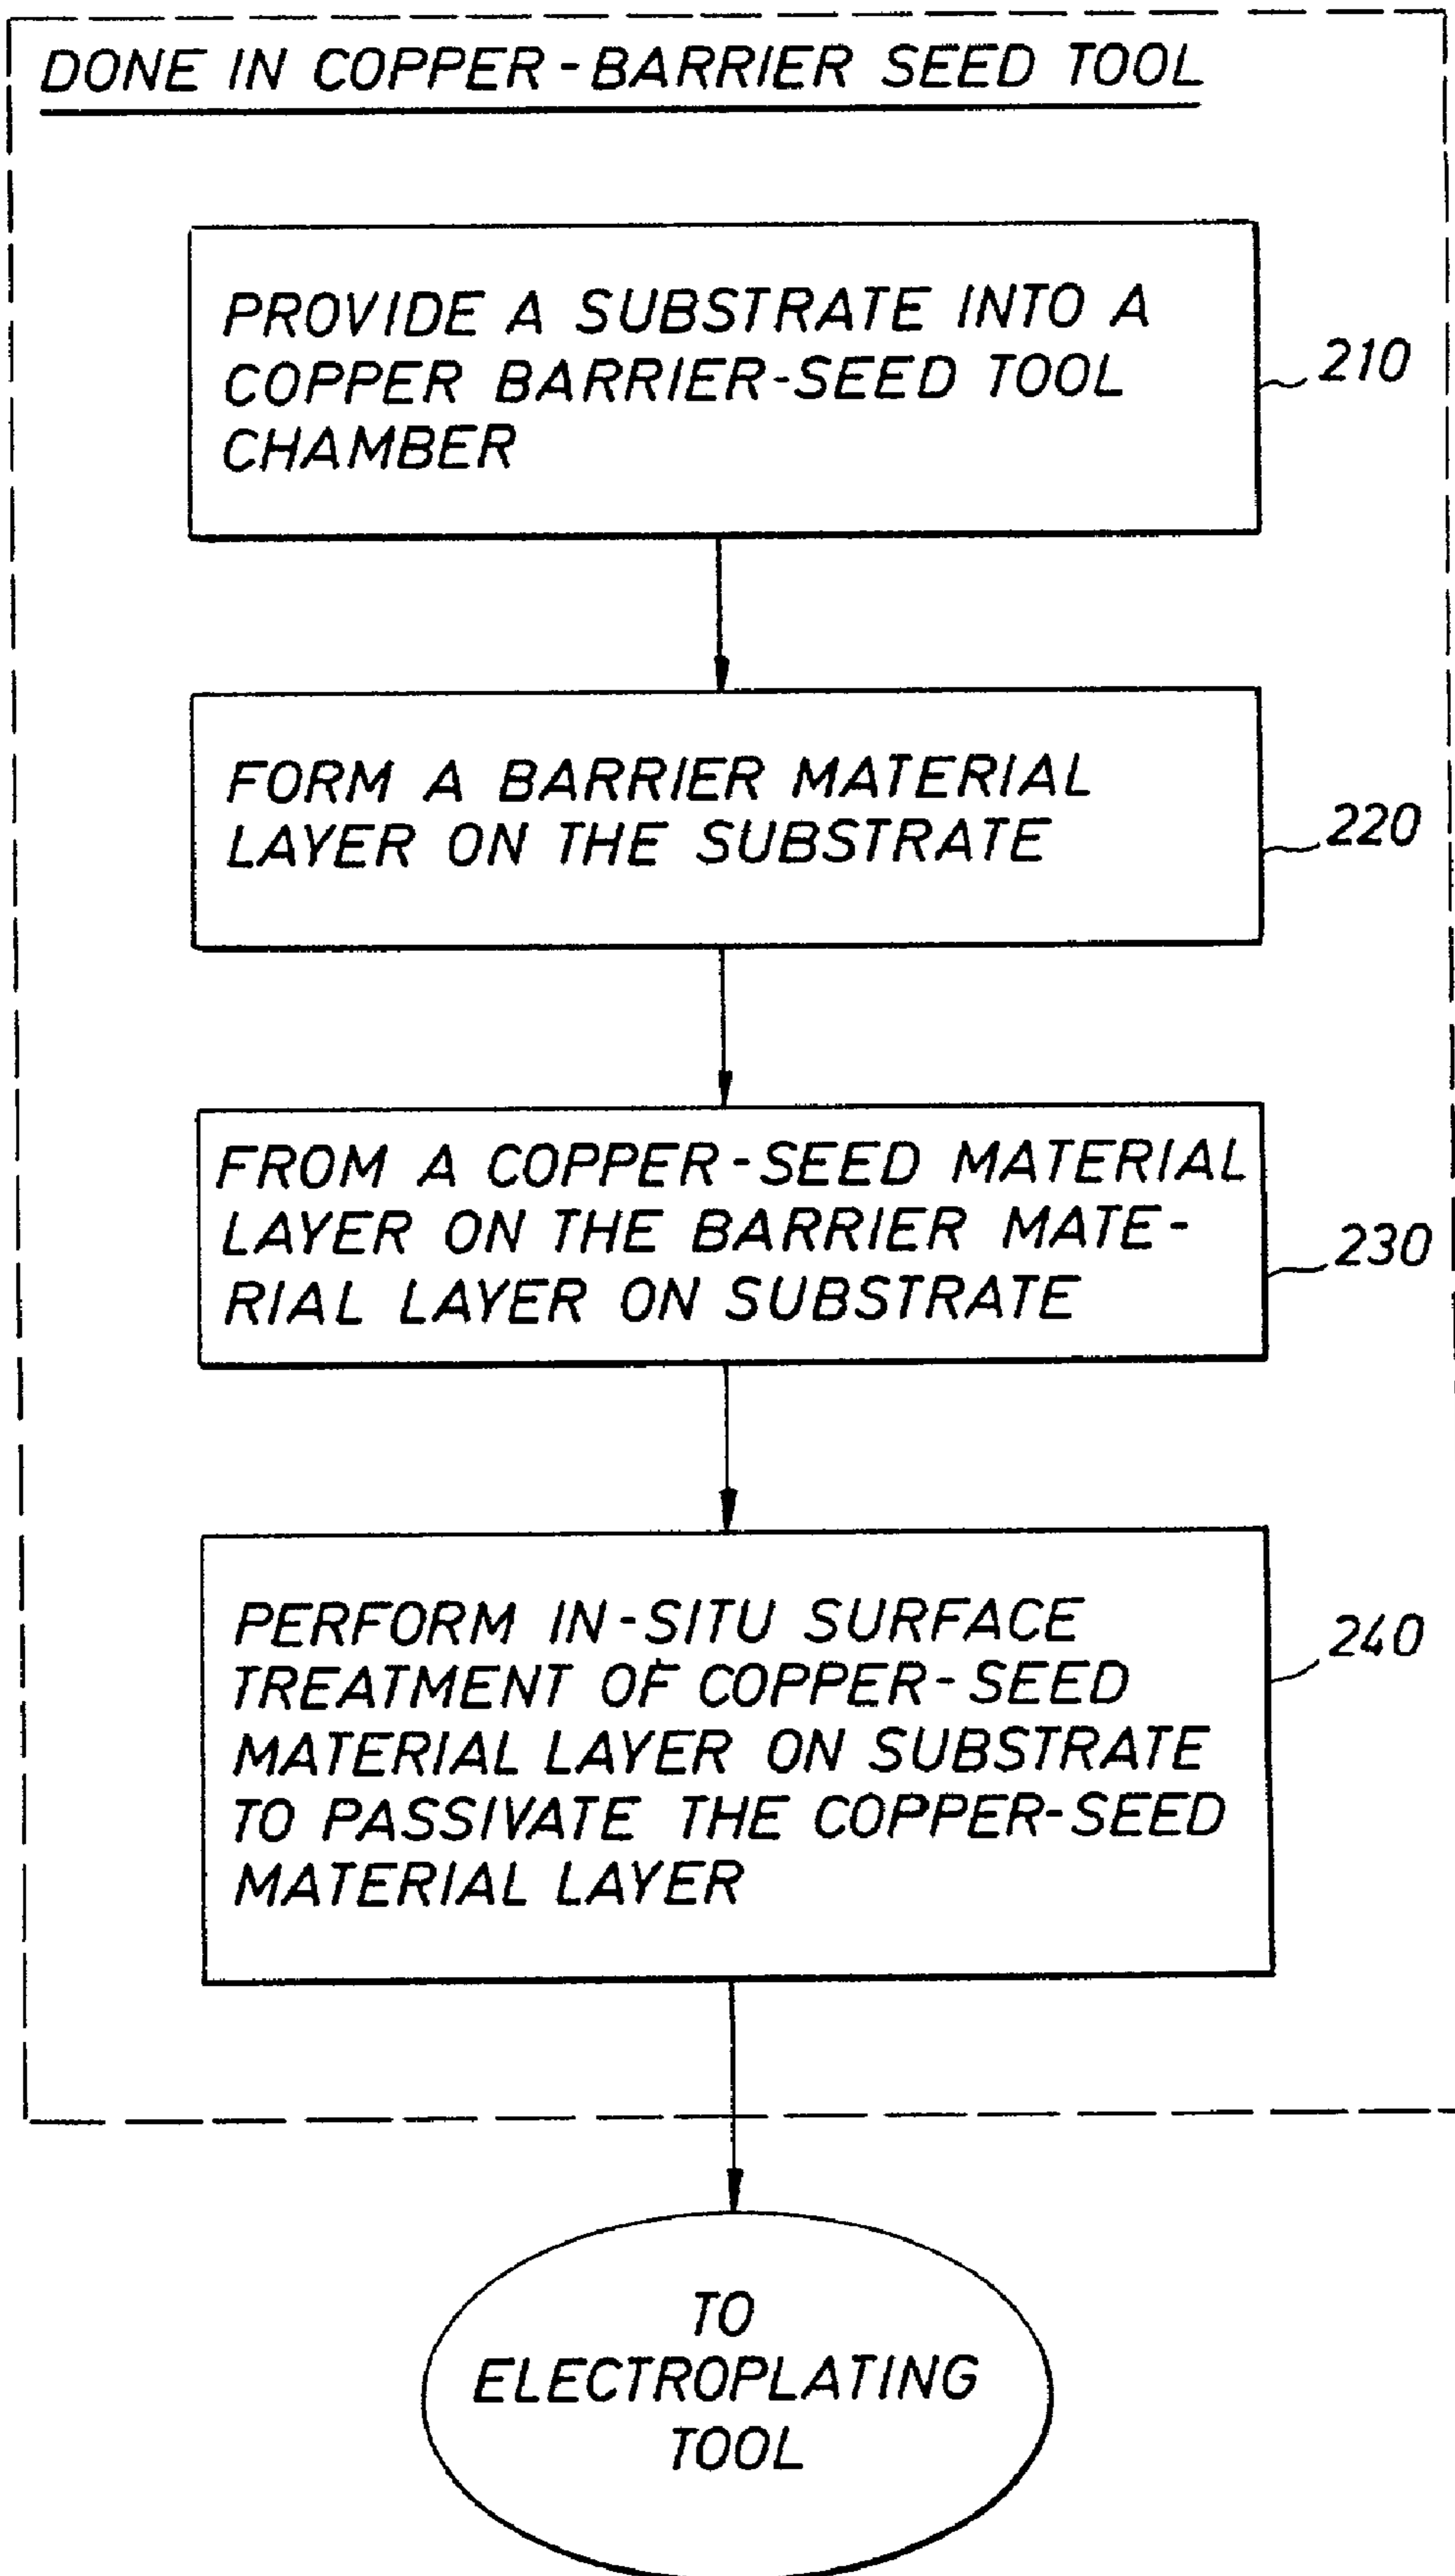 DONE IN COPPER-BARRIER SEED TOOL
PROVIDE A SUBSTRATE INTO A
COPPER BARRIER-SEED TOOL
CHAMBER
210
FORM A BARRIER MATERIAL
LAYER ON THE SUBSTRATE
220
FROM A COPPER-SEED MATERIAL
LAYER ON THE BARRIER MATE-
RIAL LAYER ON SUBSTRATE
230
PERFORM IN-SITU SURFACE
TREATMENT OF COPPER-SEED
MATERIAL LAYER ON SUBSTRATE
TO PASSIVATE THE COPPER-SEED
MATERIAL LAYER
240
TO
ELECTROPLATING
TOOL